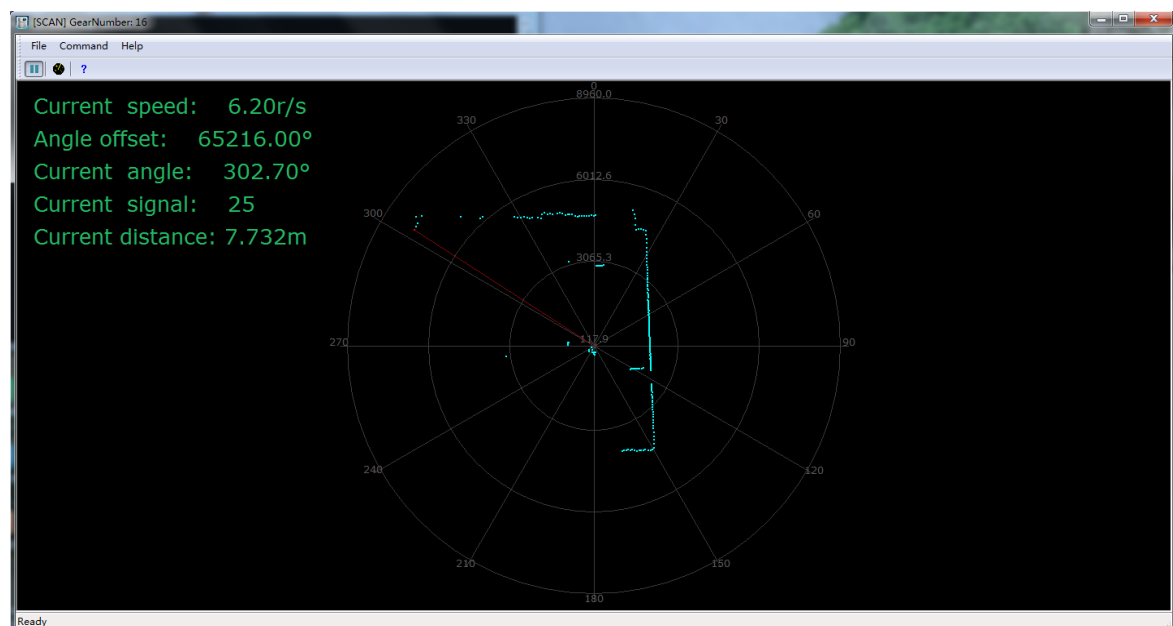 [SCAN] GearNumber: 16
File Command Help
?
Current speed: 6.20r/s
Angle offset: 65216.00°
Current angle: 302.70°
Current signal: 25
Current distance: 7.732m
0
8960.0
330
30
6012.6
300
60
3065.3
117.9
270
90
240
120
210
150
180
Ready